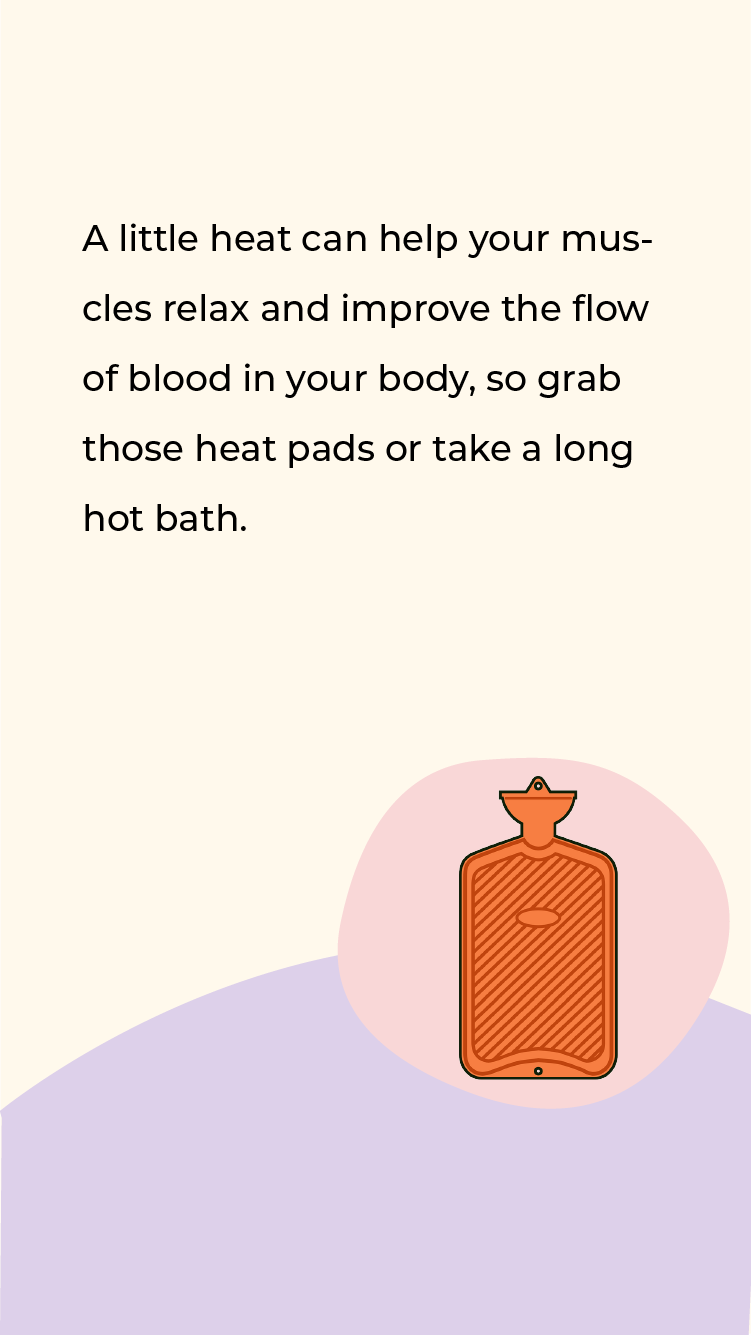 A little heat can help your mus-
cles relax and improve the flow
of blood in your body, so grab
those heat pads or take a long
hot bath.